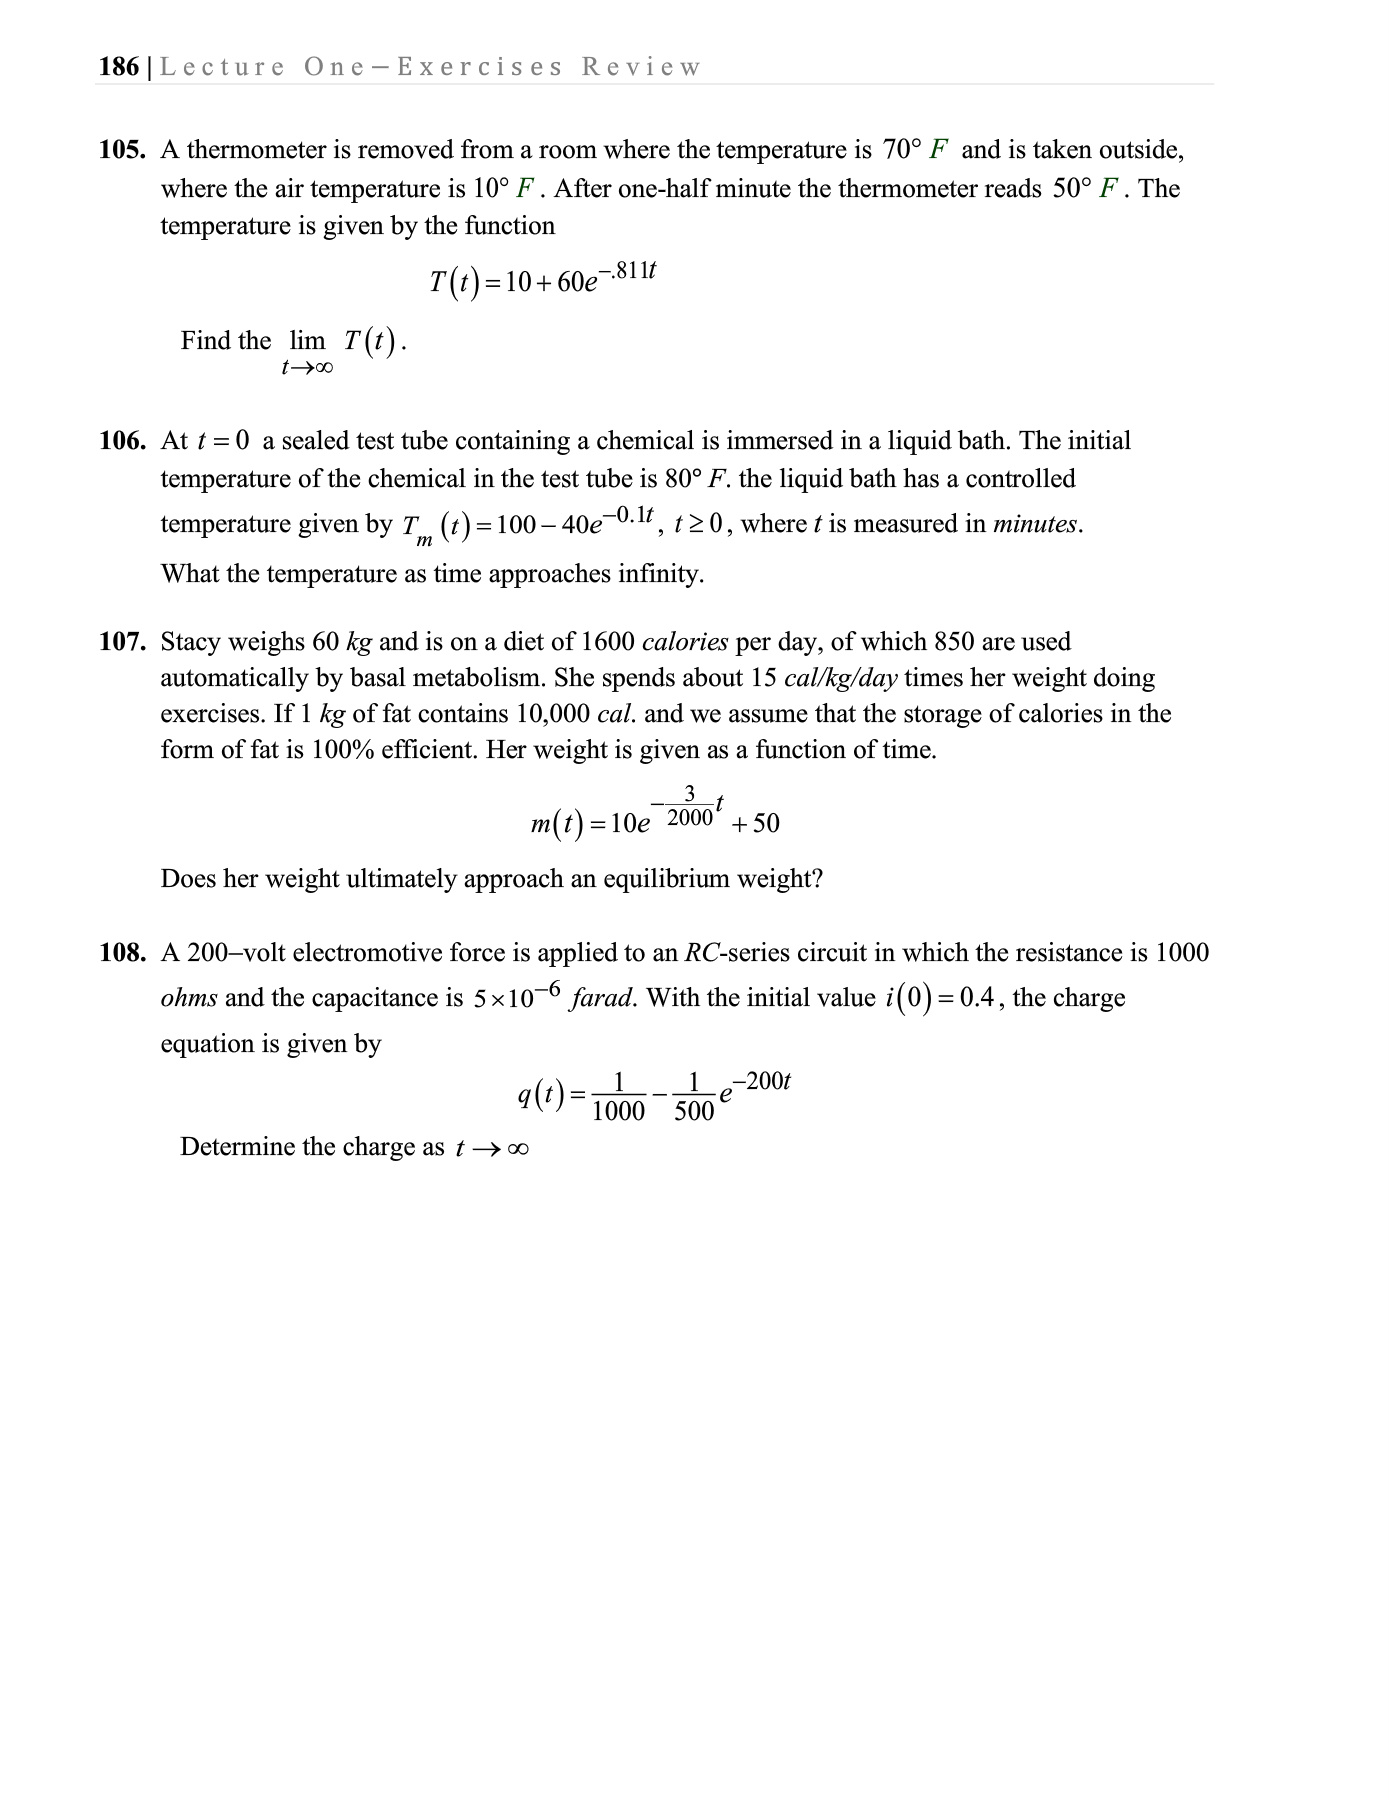 186 | Lecture One – Exercises Review
105. A thermometer is removed from a room where the temperature is 70° F and is taken outside,
where the air temperature is 10° F . After one-half minute the thermometer reads 50° F . The
temperature is given by the function
T(t) = 10 + 60e^{-.811t}
Find the lim_{t→∞} T(t).
106. At t = 0 a sealed test tube containing a chemical is immersed in a liquid bath. The initial
temperature of the chemical in the test tube is 80° F. the liquid bath has a controlled
temperature given by T_m(t) = 100 – 40e^{-0.1t}, t ≥ 0, where t is measured in minutes.
What the temperature as time approaches infinity.
107. Stacy weighs 60 kg and is on a diet of 1600 calories per day, of which 850 are used
automatically by basal metabolism. She spends about 15 cal/kg/day times her weight doing
exercises. If 1 kg of fat contains 10,000 cal. and we assume that the storage of calories in the
form of fat is 100% efficient. Her weight is given as a function of time.
m(t) = 10e^{-\frac{3}{2000}t} + 50
Does her weight ultimately approach an equilibrium weight?
108. A 200–volt electromotive force is applied to an RC-series circuit in which the resistance is 1000
ohms and the capacitance is 5×10^{-6} farad. With the initial value i(0) = 0.4, the charge
equation is given by
q(t) = \frac{1}{1000} - \frac{1}{500}e^{-200t}
Determine the charge as t → ∞